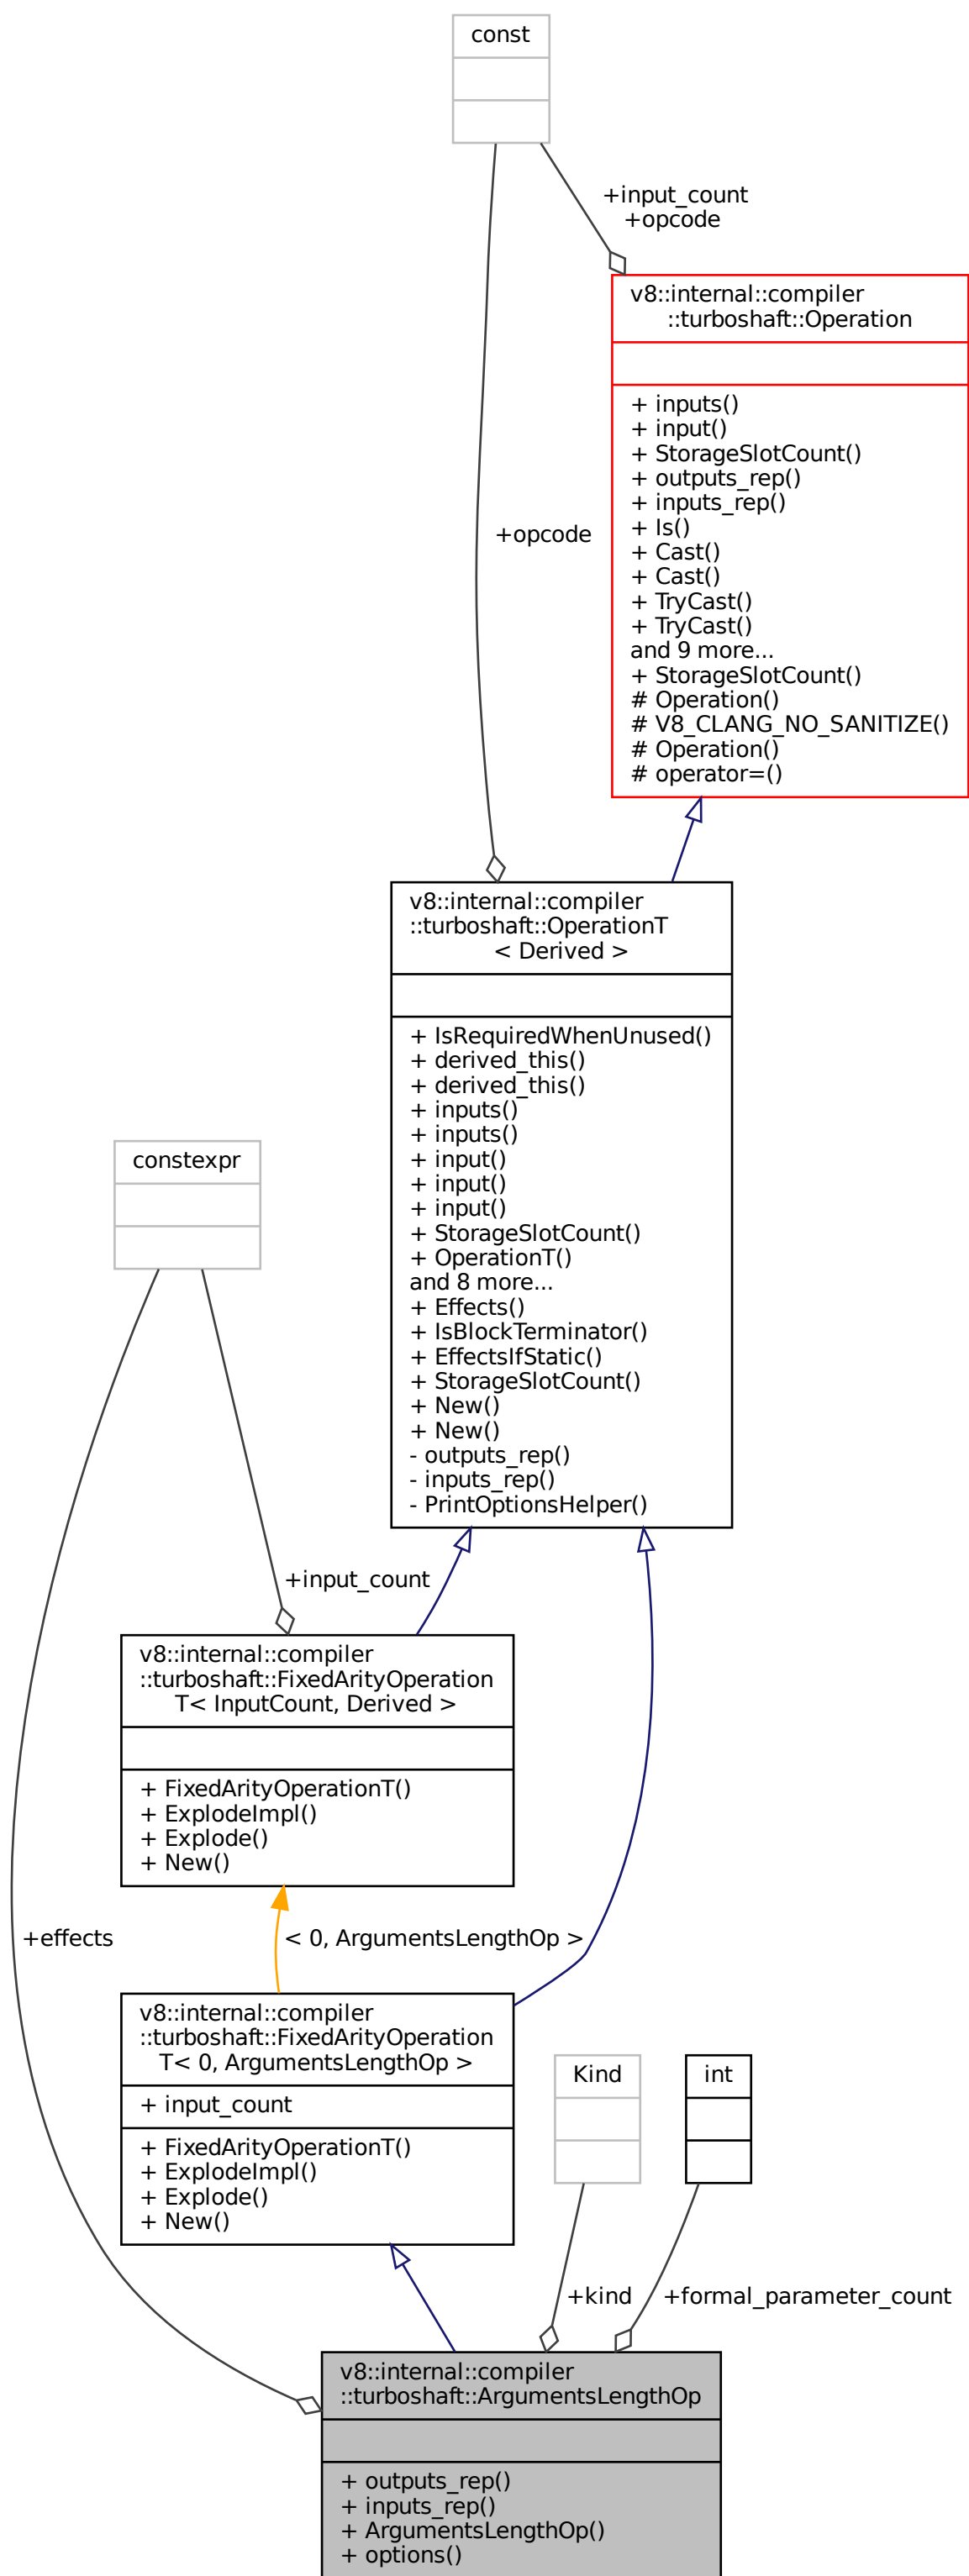 const
+input_count
+opcode
v8::internal::compiler
::turboshaft::Operation
+ inputs()
+ input()
+ StorageSlotCount()
+ outputs_rep()
+ inputs_rep()
+ Is()
+ Cast()
+ Cast()
+ TryCast()
+ TryCast()
and 9 more...
+ StorageSlotCount()
# Operation()
# V8_CLANG_NO_SANITIZE()
# Operation()
# operator=()
+opcode
v8::internal::compiler
::turboshaft::OperationT
< Derived >
+ IsRequiredWhenUnused()
+ derived_this()
+ derived_this()
+ inputs()
+ inputs()
+ input()
+ input()
+ input()
+ StorageSlotCount()
+ OperationT()
and 8 more...
+ Effects()
+ IsBlockTerminator()
+ EffectsIfStatic()
+ StorageSlotCount()
+ New()
+ New()
- outputs_rep()
- inputs_rep()
- PrintOptionsHelper()
constexpr
+input_count
v8::internal::compiler
::turboshaft::FixedArityOperation
T< InputCount, Derived >
+ FixedArityOperationT()
+ ExplodeImpl()
+ Explode()
+ New()
+effects
< 0, ArgumentsLengthOp >
v8::internal::compiler
::turboshaft::FixedArityOperation
T< 0, ArgumentsLengthOp >
+ input_count
+ FixedArityOperationT()
+ ExplodeImpl()
+ Explode()
+ New()
Kind
int
+kind
+formal_parameter_count
v8::internal::compiler
::turboshaft::ArgumentsLengthOp
+ outputs_rep()
+ inputs_rep()
+ ArgumentsLengthOp()
+ options()